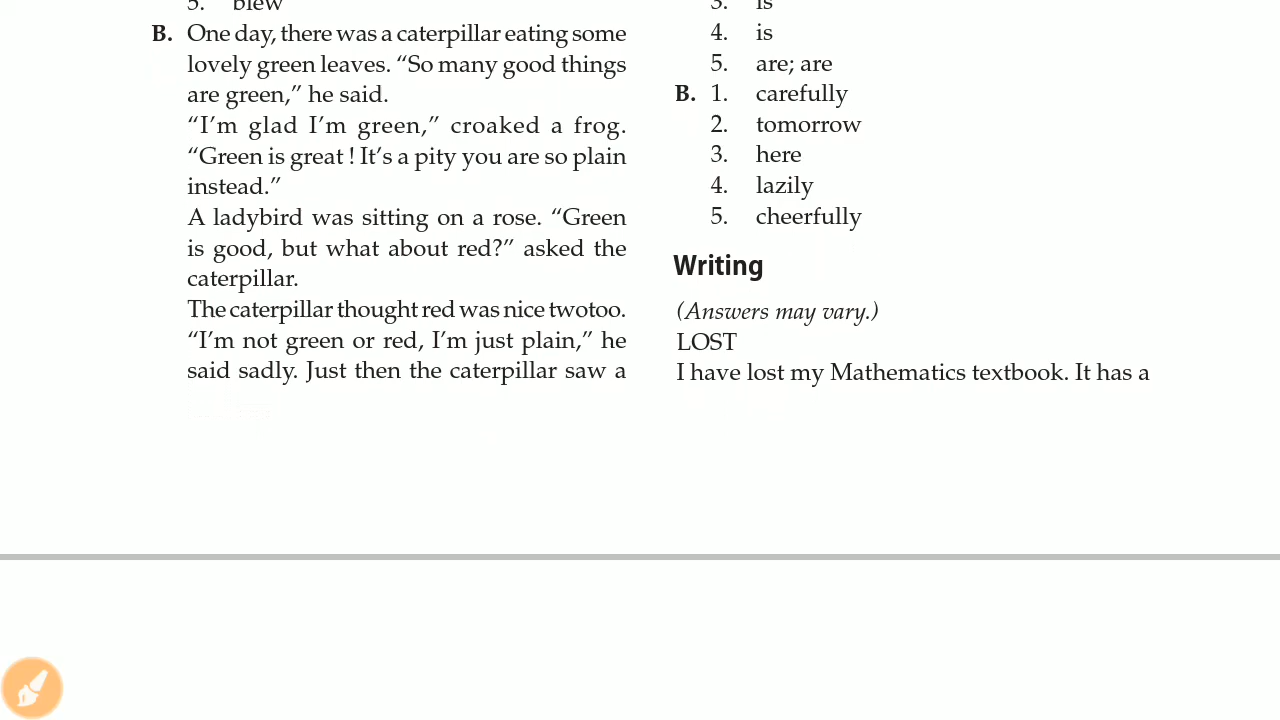 5. blew
B. One day, there was a caterpillar eating some
lovely green leaves. “So many good things
are green,” he said.
“I’m glad I’m green,” croaked a frog.
“Green is great ! It’s a pity you are so plain
instead.”
A ladybird was sitting on a rose. “Green
is good, but what about red?” asked the
caterpillar.
The caterpillar thought red was nice twotoo.
“I’m not green or red, I’m just plain,” he
said sadly. Just then the caterpillar saw a
3. is
4. is
5. are; are
B. 1. carefully
2. tomorrow
3. here
4. lazily
5. cheerfully
Writing
(Answers may vary.)
LOST
I have lost my Mathematics textbook. It has a